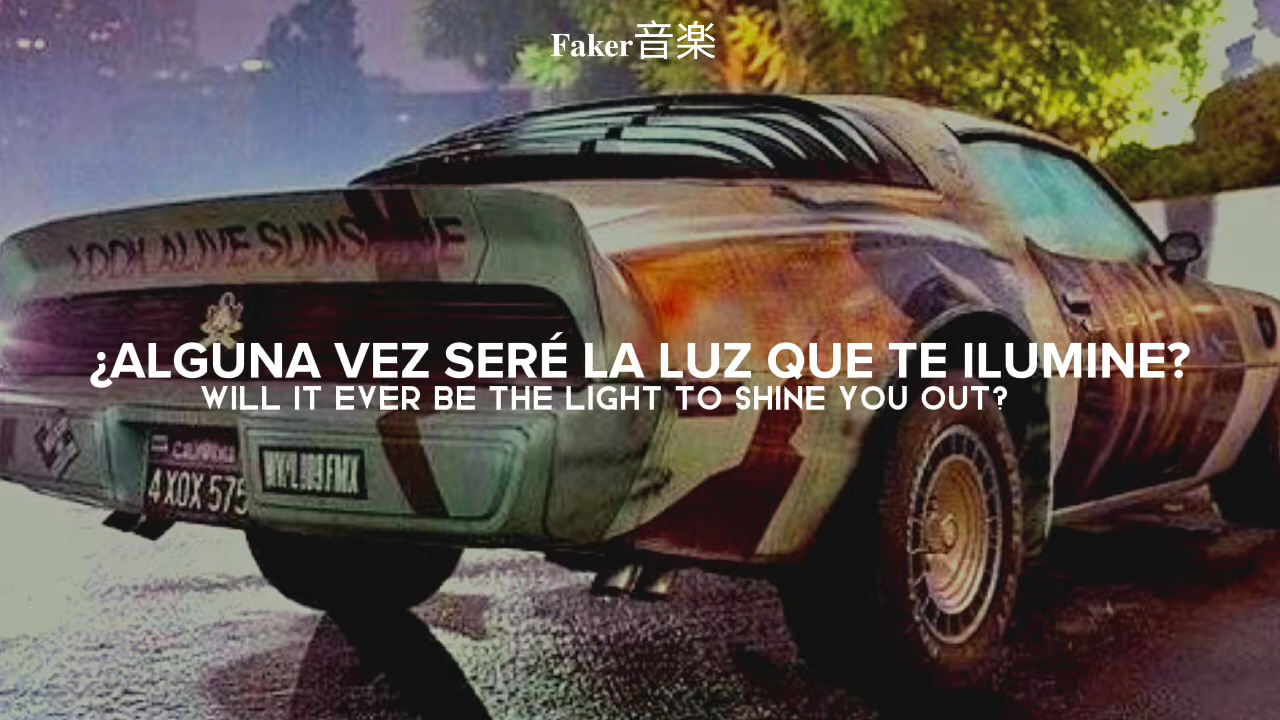 Faker音楽
LOOK ALIVE SUNSHINE
¿ALGUNA VEZ SERÉ LA LUZ QUE TE ILUMINE?
WILL IT EVER BE THE LIGHT TO SHINE YOU OUT?
CALIFORNIA
4 XOX 575